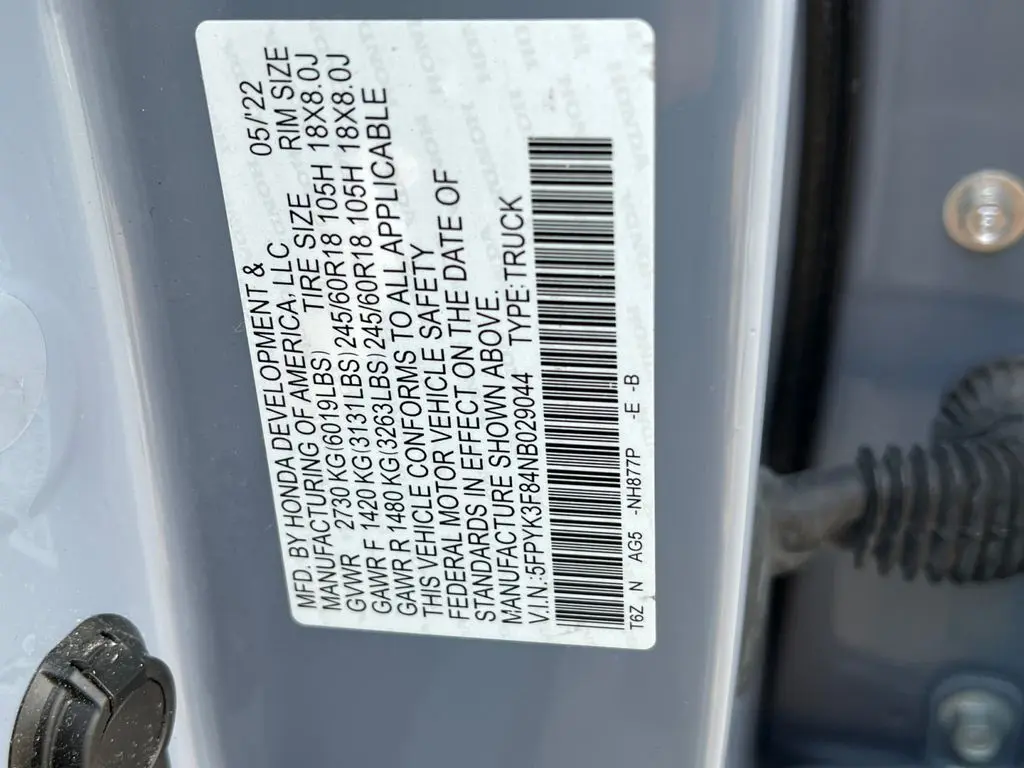 MFD. BY HONDA DEVELOPMENT & 05/'22
MANUFACTURING OF AMERICA, LLC RIM SIZE
GVWR 2730 KG(6019LBS) TIRE SIZE 18X8.0J
GAWR F 1420 KG(3131LBS) 245/60R18 105H 18X8.0J
GAWR R 1480 KG(3263LBS) 245/60R18 105H
THIS VEHICLE CONFORMS TO ALL APPLICABLE
FEDERAL MOTOR VEHICLE SAFETY
STANDARDS IN EFFECT ON THE DATE OF
MANUFACTURE SHOWN ABOVE.
V.I.N.:5FPYK3F84NB029044 TYPE:TRUCK
T6Z N AG5 -NH877P -E -B